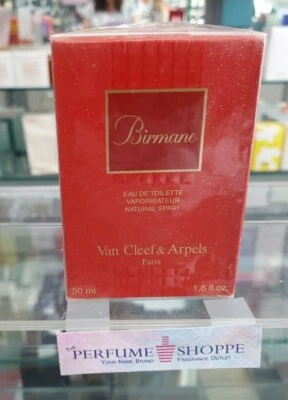 Birmane
EAU DE TOILETTE
VAPORISATEUR
NATURAL SPRAY
Van Cleef & Arpels
Paris
50 ml 1.6 fl.oz.
THE PERFUME SHOPPE
YOUR NAME BRAND FRAGRANCE OUTLET